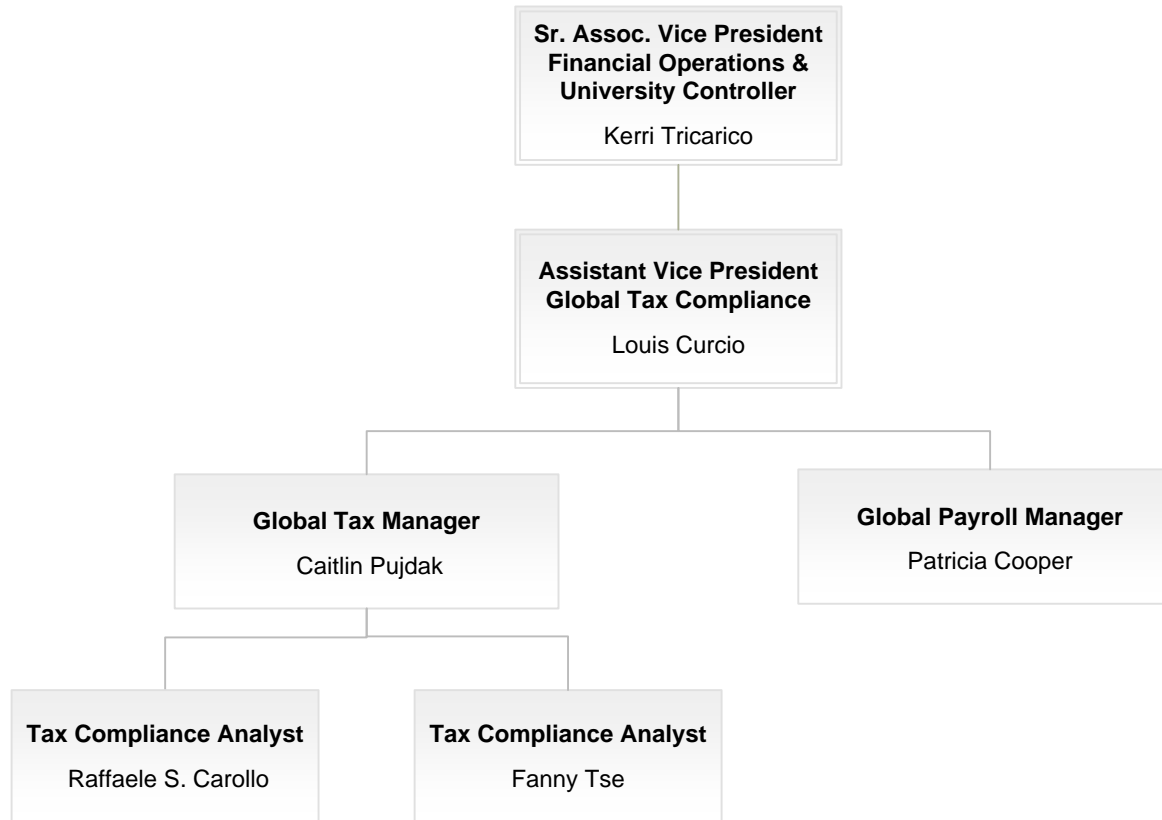 Sr. Assoc. Vice President
Financial Operations &
University Controller
Kerri Tricarico
Assistant Vice President
Global Tax Compliance
Louis Curcio
Global Tax Manager
Caitlin Pujdak
Global Payroll Manager
Patricia Cooper
Tax Compliance Analyst
Raffaele S. Carollo
Tax Compliance Analyst
Fanny Tse